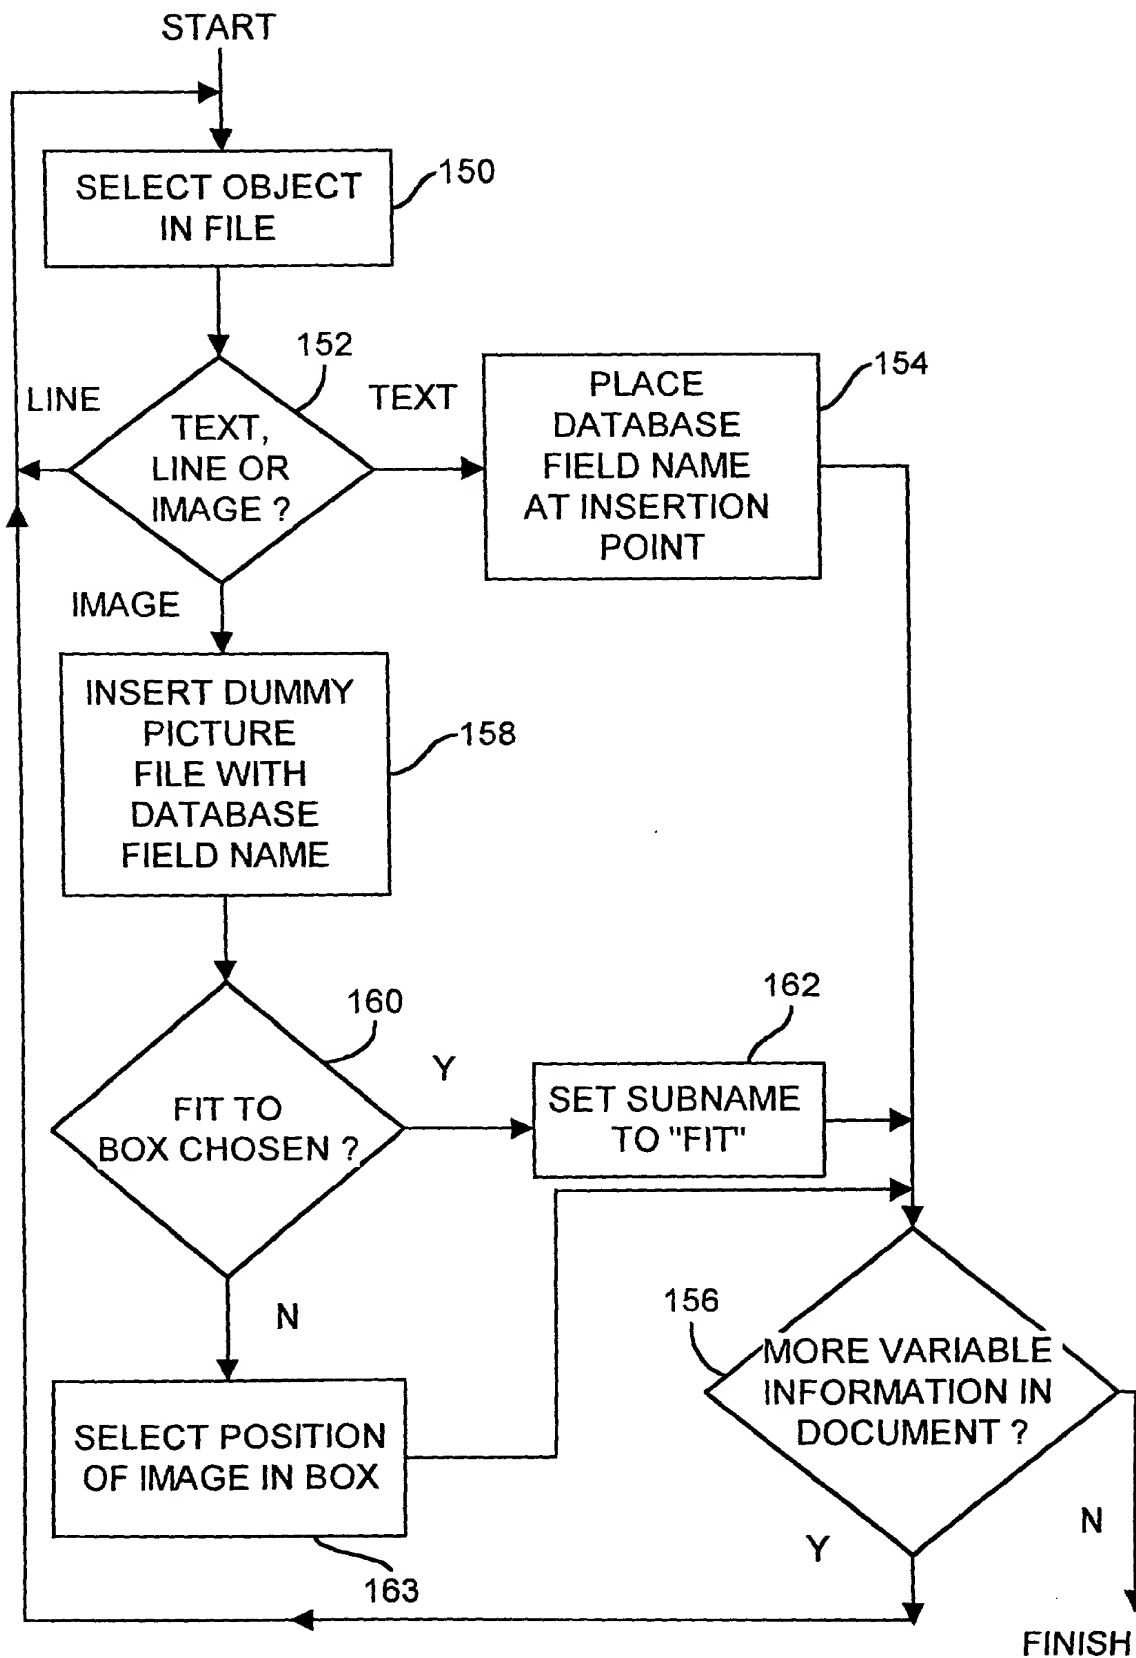 START
SELECT OBJECT
IN FILE
150
152
LINE
TEXT
TEXT,
LINE OR
IMAGE ?
154
PLACE
DATABASE
FIELD NAME
AT INSERTION
POINT
IMAGE
INSERT DUMMY
PICTURE
FILE WITH
DATABASE
FIELD NAME
158
160
FIT TO
BOX CHOSEN ?
Y
162
SET SUBNAME
TO "FIT"
N
SELECT POSITION
OF IMAGE IN BOX
163
156
MORE VARIABLE
INFORMATION IN
DOCUMENT ?
Y
N
FINISH